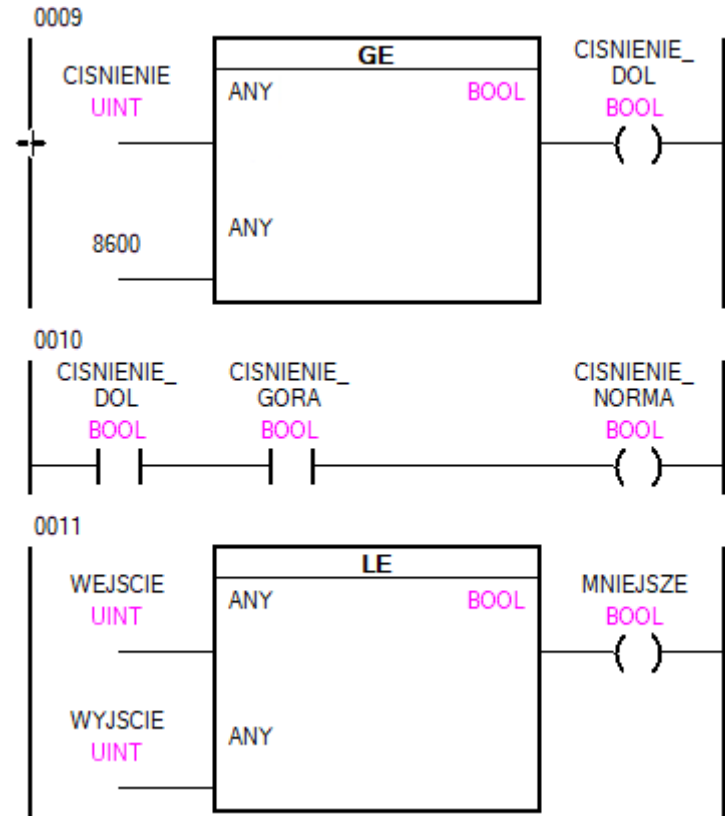 0009
GE
CISNIENIE
UINT
ANY
BOOL
CISNIENIE_
DOL
BOOL
8600
ANY
0010
CISNIENIE_
DOL
BOOL
CISNIENIE_
GORA
BOOL
CISNIENIE_
NORMA
BOOL
0011
LE
WEJSCIE
UINT
ANY
BOOL
MNIEJSZE
BOOL
WYJSCIE
UINT
ANY